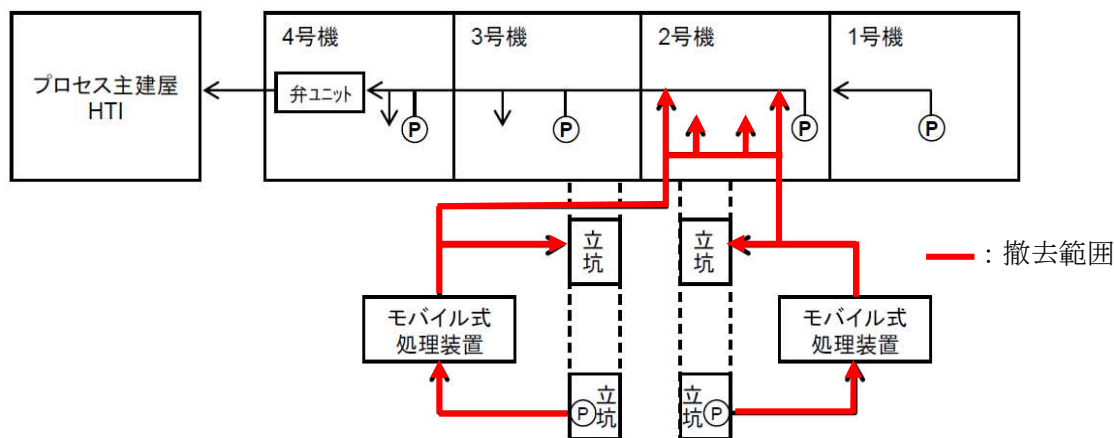 4号機
3号機
2号機
1号機
プロセス主建屋
HTI
弁ユニット
P
P
P
P
立
坑
立
坑
：撤去範囲
モバイル式
処理装置
モバイル式
処理装置
P
立
坑
立
坑
P